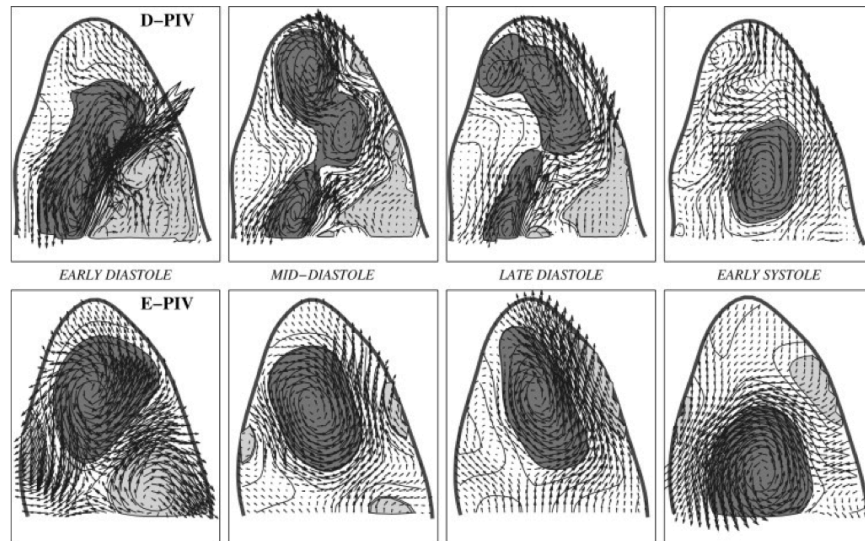 D–PIV
EARLY DIASTOLE MID–DIASTOLE LATE DIASTOLE EARLY SYSTOLE
E–PIV